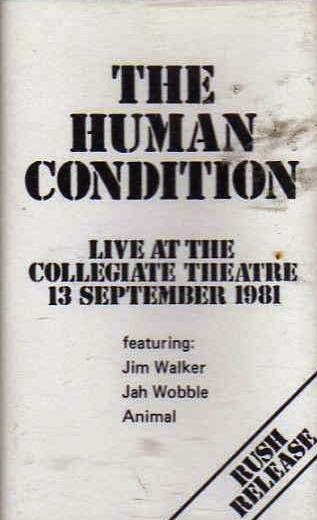 THE
HUMAN
CONDITION
LIVE AT THE
COLLEGIATE THEATRE
13 SEPTEMBER 1981
featuring:
Jim Walker
Jah Wobble
Animal
RUSH
RELEASE